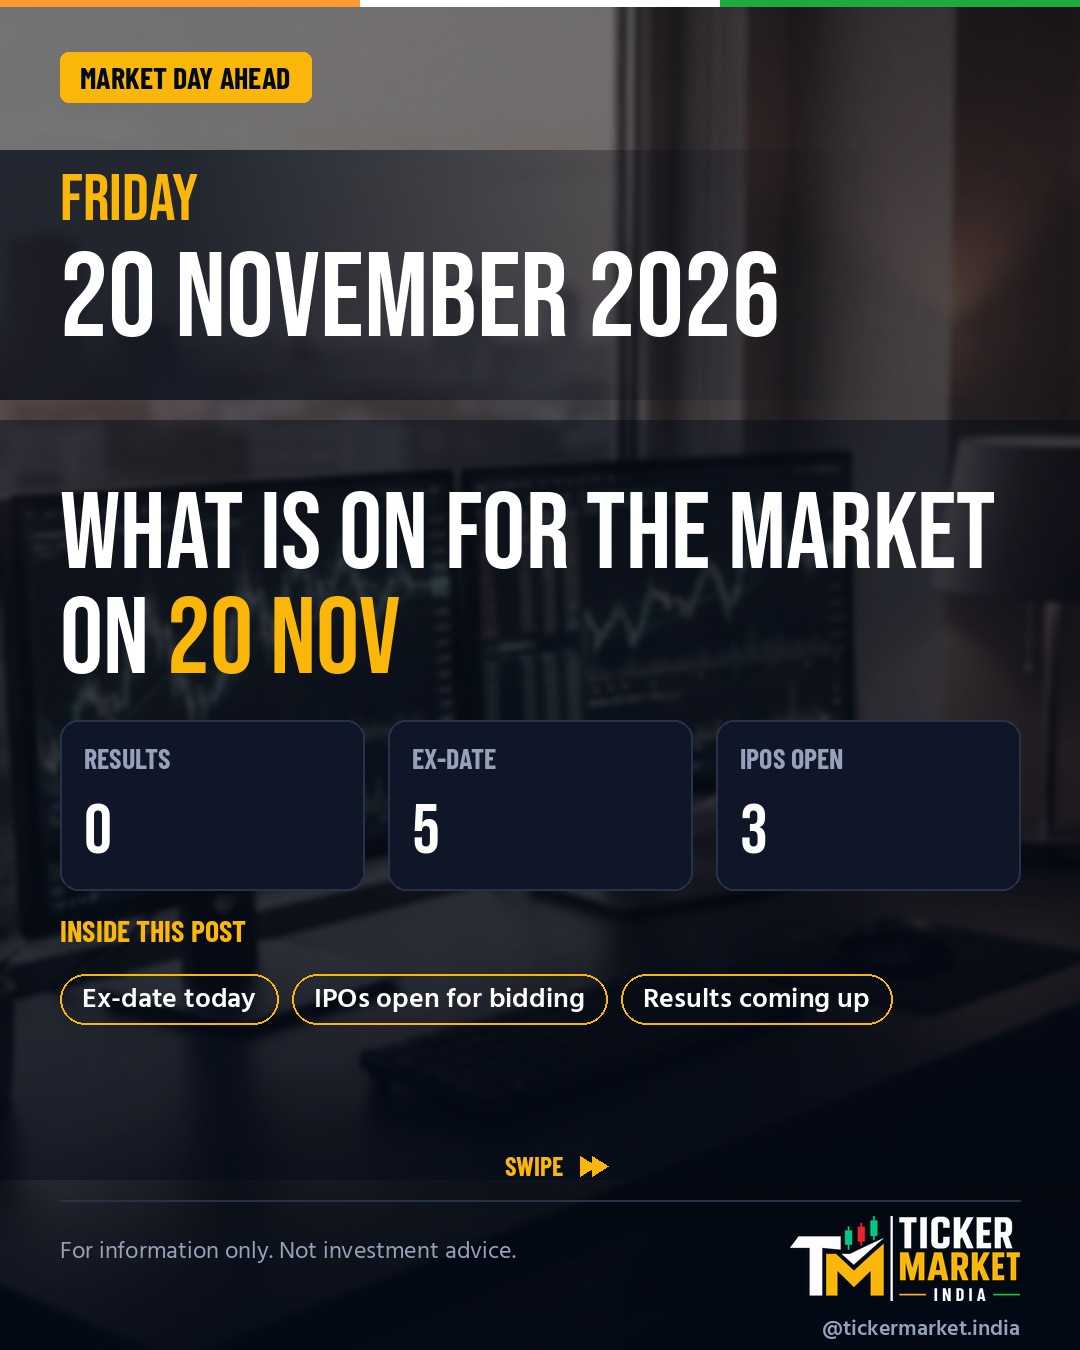 MARKET DAY AHEAD
FRIDAY
20 NOVEMBER 2026
WHAT IS ON FOR THE MARKET
ON 20 NOV
RESULTS
0
EX-DATE
5
IPOS OPEN
3
INSIDE THIS POST
Ex-date today
IPOs open for bidding
Results coming up
SWIPE
For information only. Not investment advice.
TM
TICKER
MARKET
INDIA
@tickermarket.india